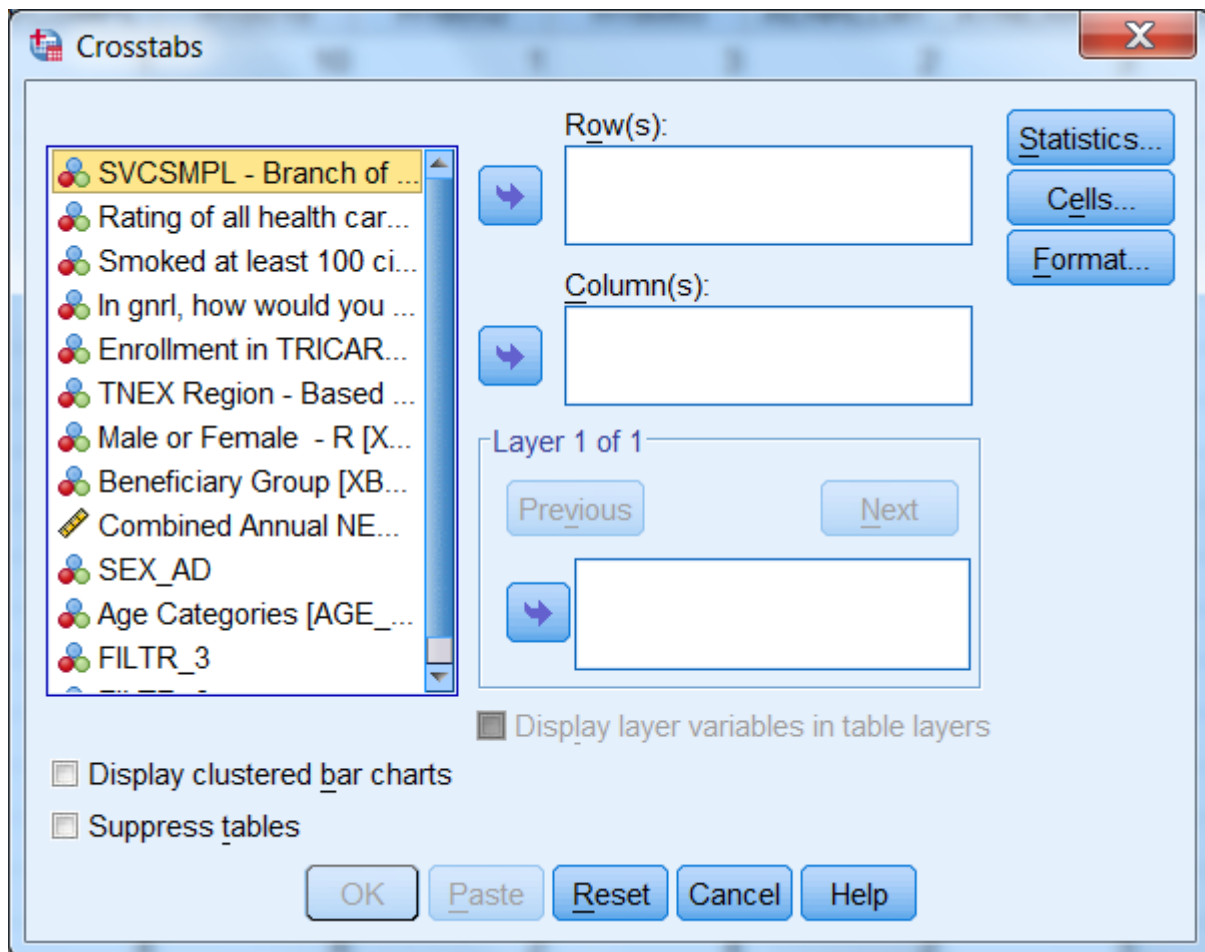 Crosstabs
Row(s):
Statistics...
Cells...
Format...
SVCSMPL - Branch of ...
Rating of all health car...
Smoked at least 100 ci...
In gnrl, how would you ...
Enrollment in TRICAR...
TNEX Region - Based ...
Male or Female  - R [X...
Beneficiary Group [XB...
Combined Annual NE...
SEX_AD
Age Categories [AGE_...
FILTR_3
Column(s):
Layer 1 of 1
Previous
Next
Display layer variables in table layers
Display clustered bar charts
Suppress tables
OK
Paste
Reset
Cancel
Help